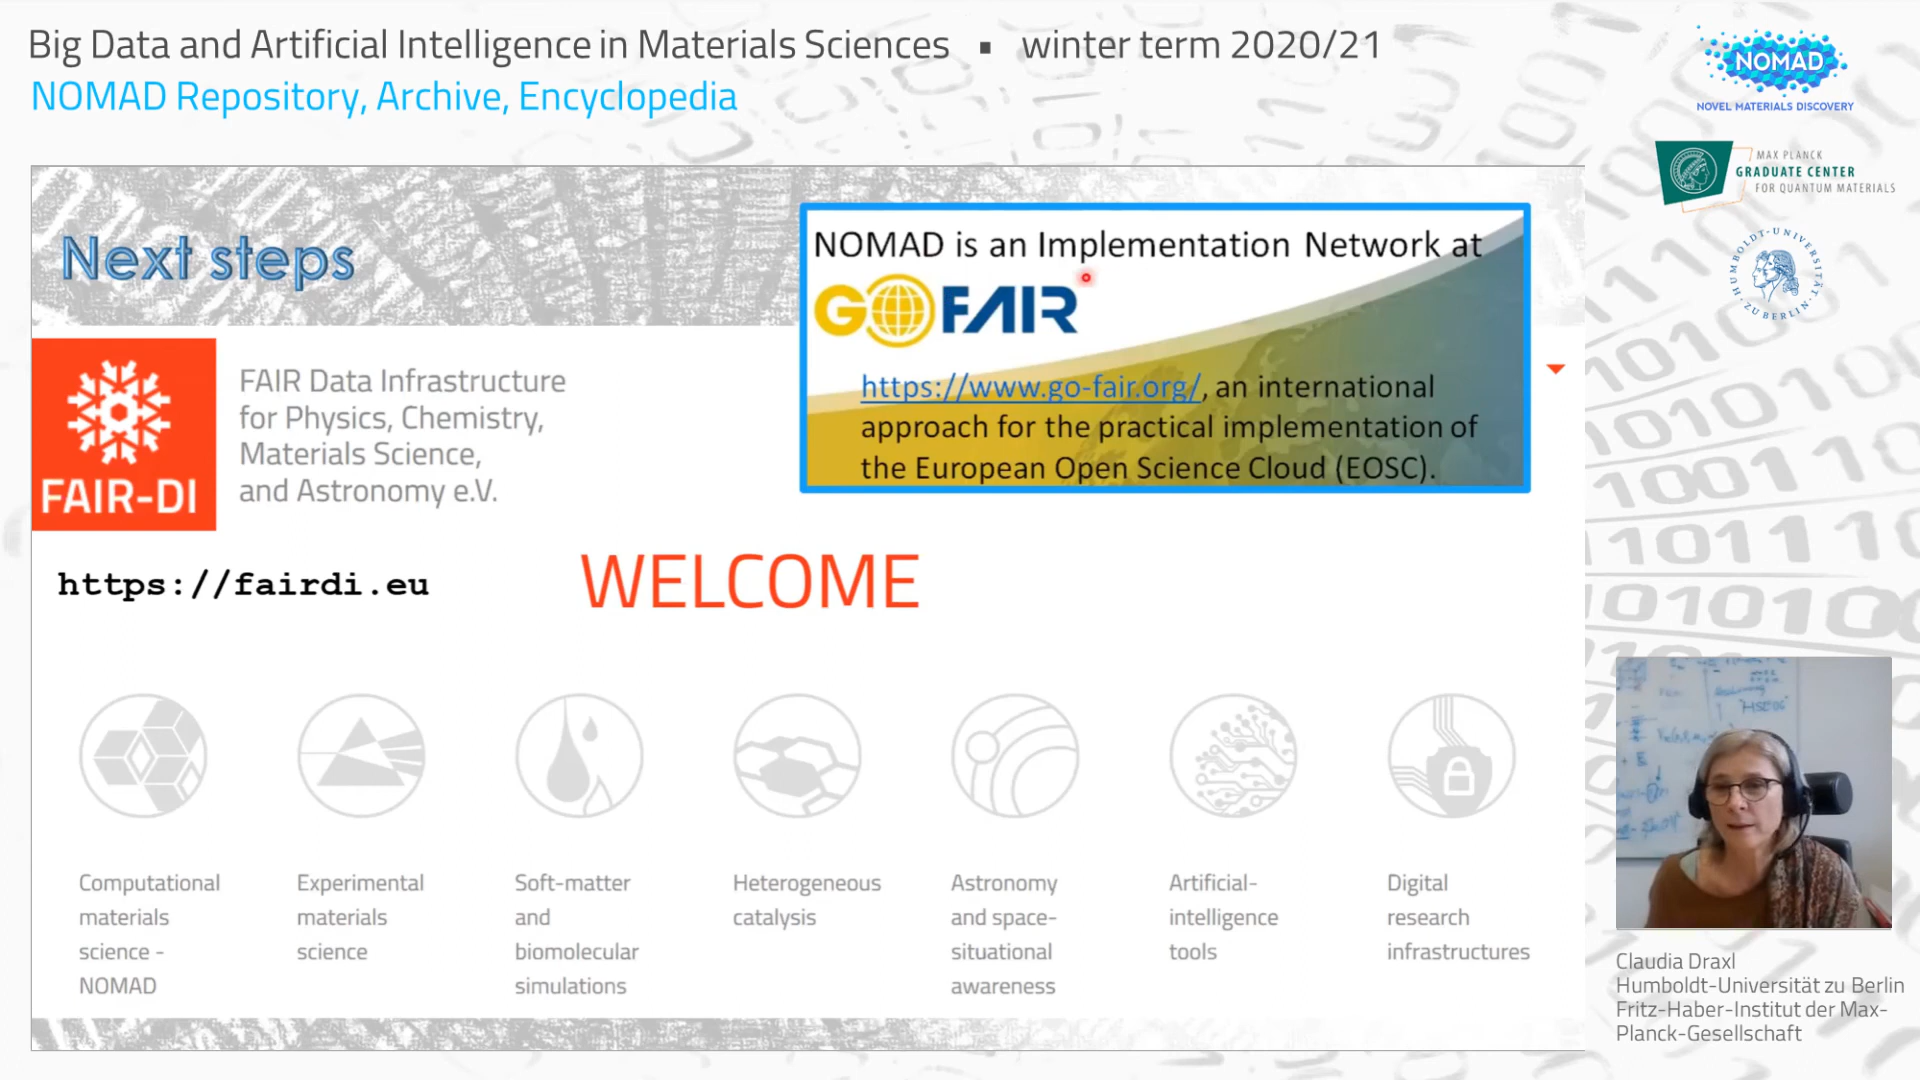 Big Data and Artificial Intelligence in Materials Sciences ▪ winter term 2020/21
NOMAD Repository, Archive, Encyclopedia
NOMAD
NOVEL MATERIALS DISCOVERY
MAX PLANCK
GRADUATE CENTER
FOR QUANTUM MATERIALS
HUMBOLDT-UNIVERSITÄT ZU BERLIN
Next steps
NOMAD is an Implementation Network at
GO FAIR
https://www.go-fair.org/, an international
approach for the practical implementation of
the European Open Science Cloud (EOSC).
FAIR-DI
FAIR Data Infrastructure
for Physics, Chemistry,
Materials Science,
and Astronomy e.V.
https://fairdi.eu
WELCOME
Computational
materials
science -
NOMAD
Experimental
materials
science
Soft-matter
and
biomolecular
simulations
Heterogeneous
catalysis
Astronomy
and space-
situational
awareness
Artificial-
intelligence
tools
Digital
research
infrastructures
Claudia Draxl
Humboldt-Universität zu Berlin
Fritz-Haber-Institut der Max-
Planck-Gesellschaft